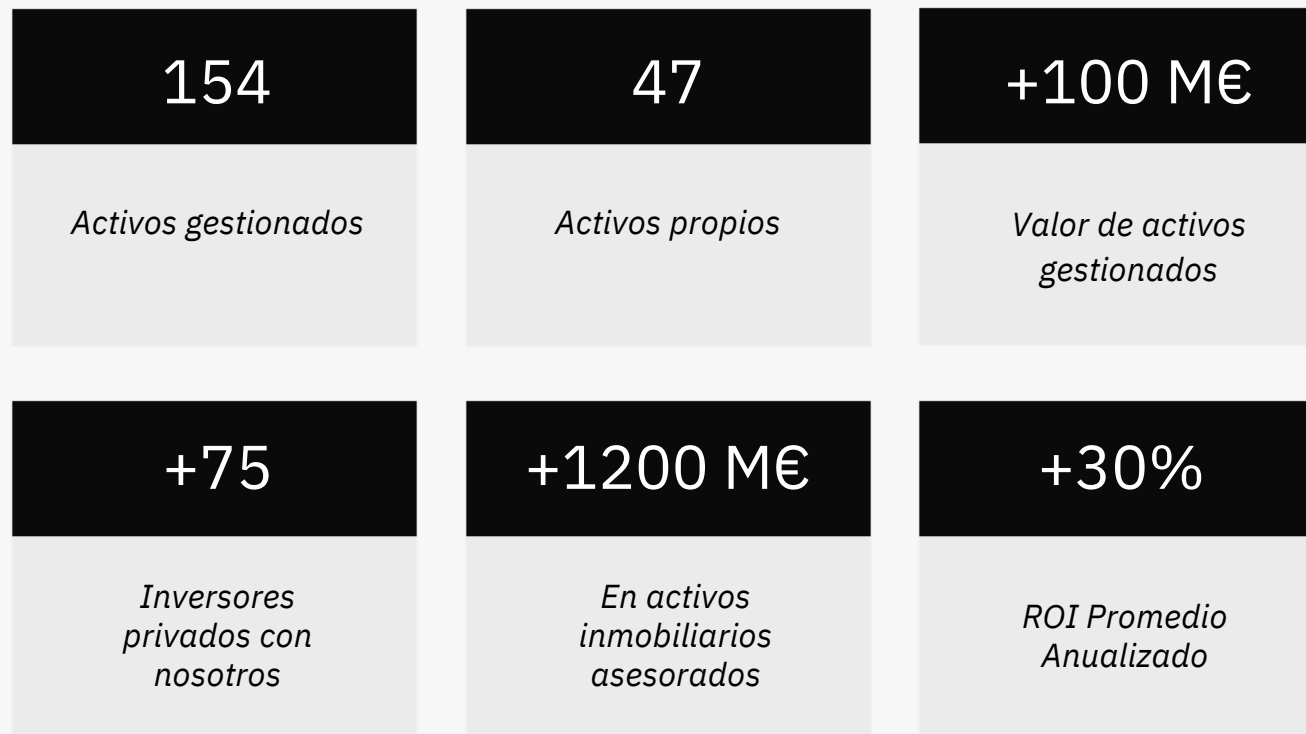 154
Activos gestionados
47
Activos propios
+100 M€
Valor de activos
gestionados
+75
Inversores
privados con
nosotros
+1200 M€
En activos
inmobiliarios
asesorados
+30%
ROI Promedio
Anualizado